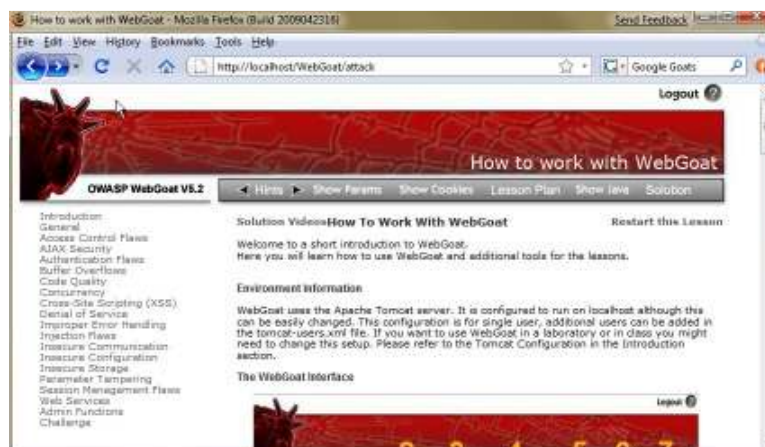 How to work with WebGoat - Mozilla Firefox (Build 2009042316)
Send Feedback
File Edit View History Bookmarks Tools Help
http://localhost/WebGoat/attack
Google Goats
Logout ?
How to work with WebGoat
OWASP WebGoat V5.2
Hints Show Params Show Cookies Lesson Plan Show Java Solution
Introduction
General
Access Control Flaws
AJAX Security
Authentication Flaws
Buffer Overflows
Code Quality
Concurrency
Cross-Site Scripting (XSS)
Denial of Service
Improper Error Handling
Injection Flaws
Insecure Communication
Insecure Configuration
Insecure Storage
Parameter Tampering
Session Management Flaws
Web Services
Admin Functions
Challenge
Solution Videos How To Work With WebGoat
Restart this Lesson
Welcome to a short introduction to WebGoat.
Here you will learn how to use WebGoat and additional tools for the lessons.
Environment Information
WebGoat uses the Apache Tomcat server. It is configured to run on localhost although this
can be easily changed. This configuration is for single user, additional users can be added in
the tomcat-users.xml file. If you want to use WebGoat in a laboratory or in class you might
need to change this setup. Please refer to the Tomcat Configuration in the Introduction
section.
The WebGoat Interface
Logout ?
2 3 4 5 6 7